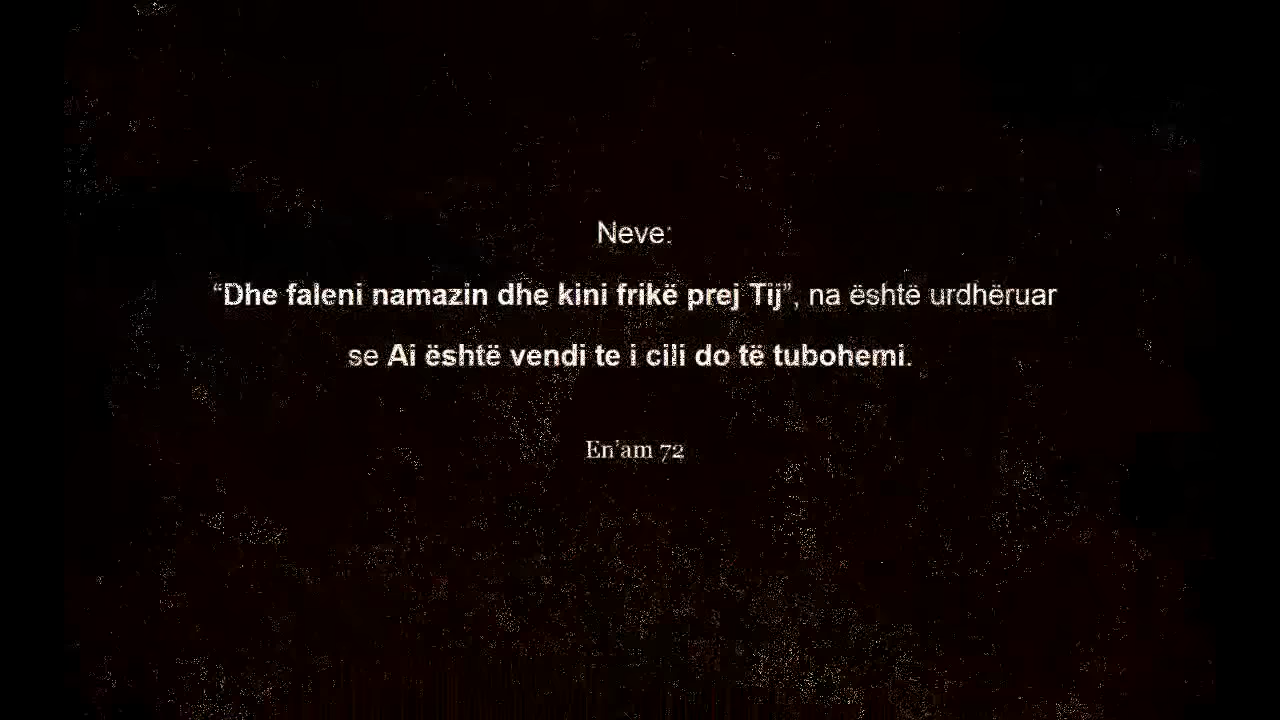 Neve:
“Dhe faleni namazin dhe kini frikë prej Tij”, na është urdhëruar
se Ai është vendi te i cili do të tubohemi.
En’am 72